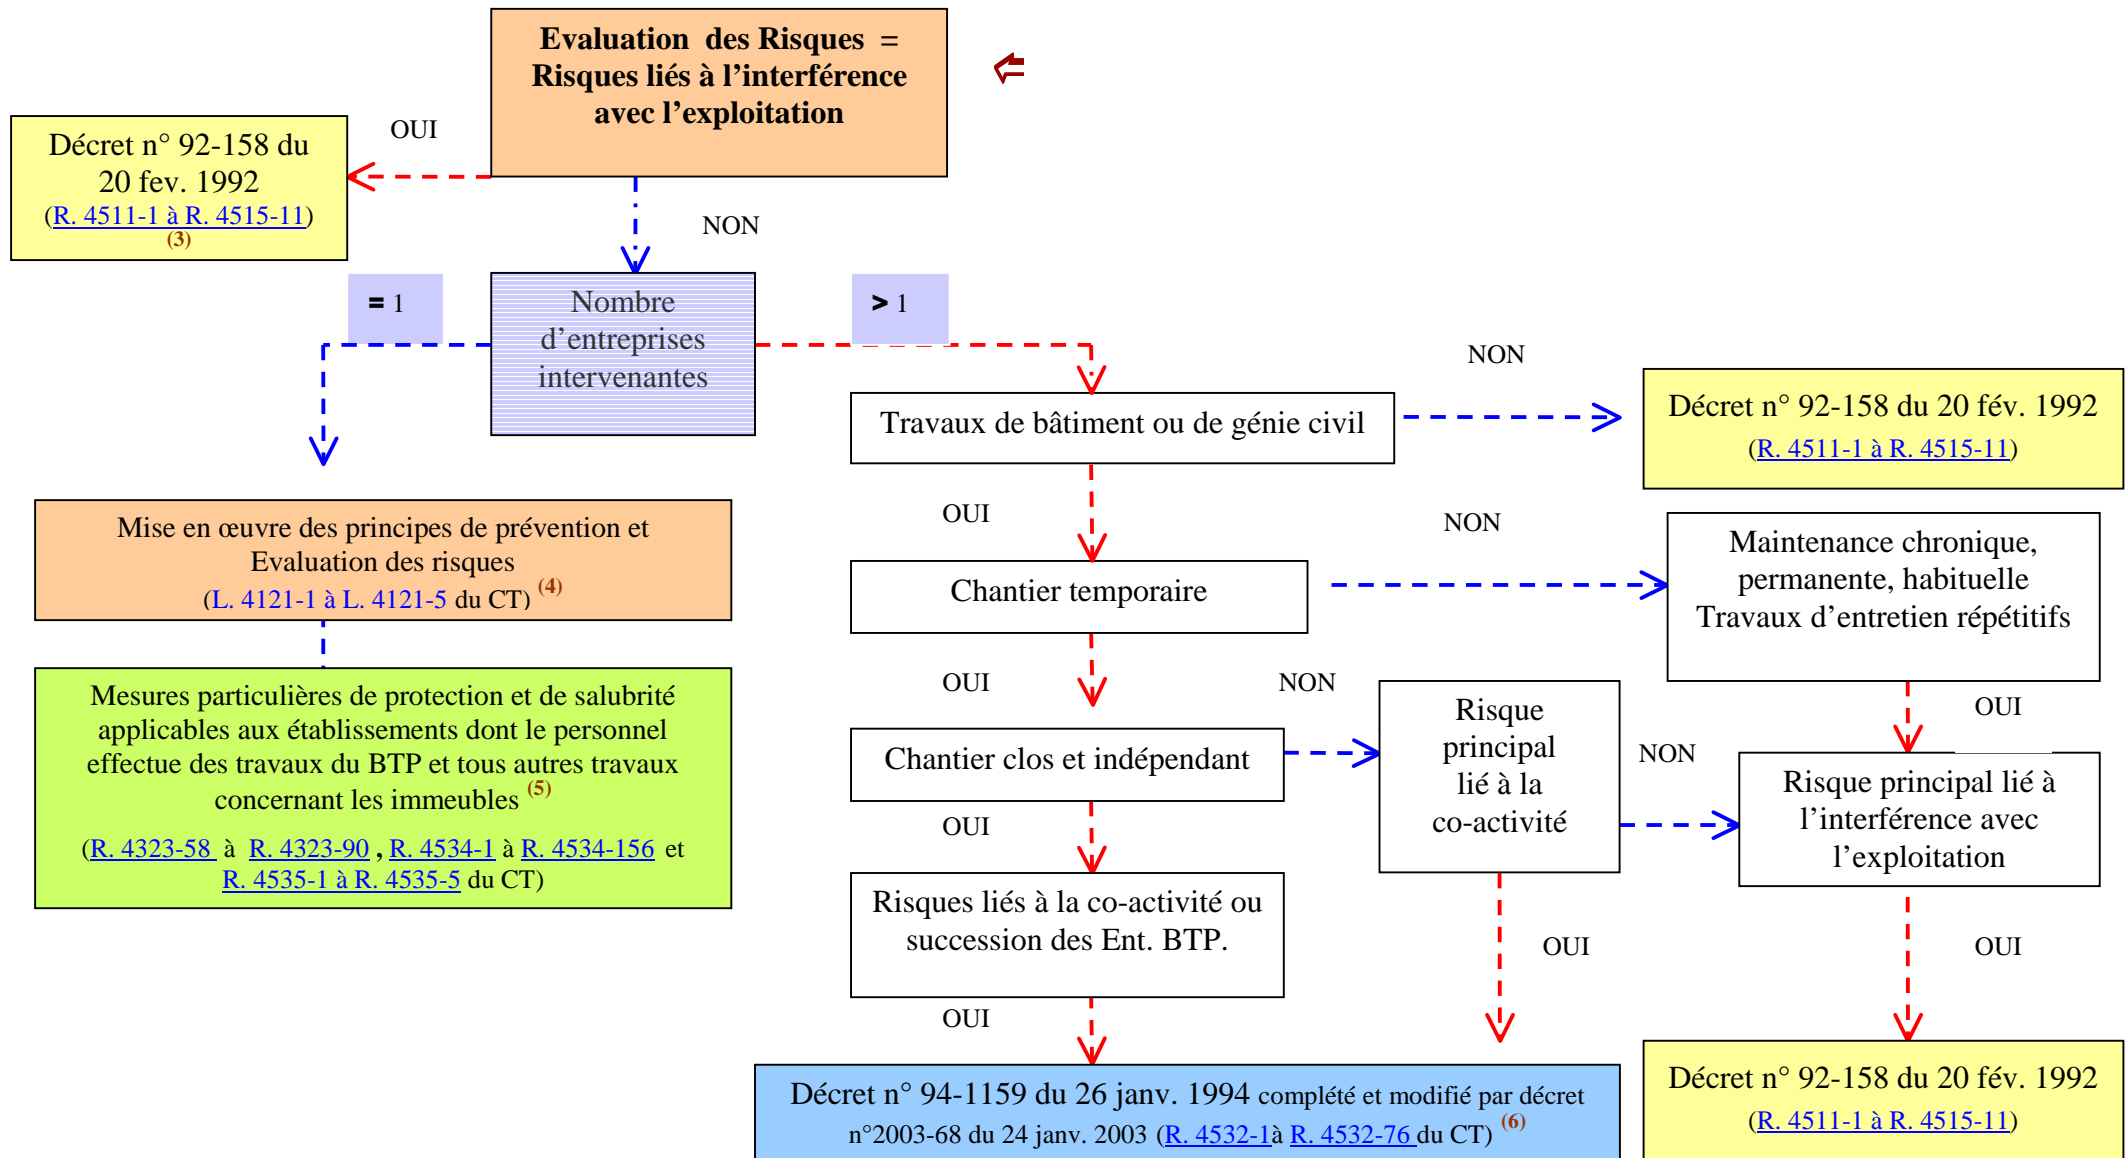 Evaluation des Risques =
Risques liés à l’interférence
avec l’exploitation
OUI
Décret n° 92-158 du
20 fev. 1992
(R. 4511-1 à R. 4515-11)
(3)
NON
= 1
Nombre
d’entreprises
intervenantes
> 1
NON
Travaux de bâtiment ou de génie civil
Décret n° 92-158 du 20 fév. 1992
(R. 4511-1 à R. 4515-11)
OUI
NON
Mise en œuvre des principes de prévention et
Evaluation des risques
(L. 4121-1 à L. 4121-5 du CT) (4)
Chantier temporaire
Maintenance chronique,
permanente, habituelle
Travaux d’entretien répétitifs
OUI
NON
OUI
Mesures particulières de protection et de salubrité
applicables aux établissements dont le personnel
effectue des travaux du BTP et tous autres travaux
concernant les immeubles (5)
(R. 4323-58 à R. 4323-90 , R. 4534-1 à R. 4534-156 et
R. 4535-1 à R. 4535-5 du CT)
Chantier clos et indépendant
Risque
principal
lié à la
co-activité
NON
Risque principal lié à
l’interférence avec
l’exploitation
OUI
Risques liés à la co-activité ou
succession des Ent. BTP.
OUI
OUI
OUI
Décret n° 94-1159 du 26 janv. 1994 complété et modifié par décret
n°2003-68 du 24 janv. 2003 (R. 4532-1à R. 4532-76 du CT) (6)
Décret n° 92-158 du 20 fév. 1992
(R. 4511-1 à R. 4515-11)